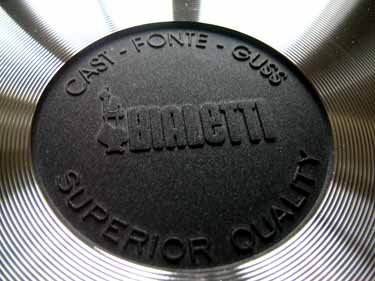 CAST - FONTE - GUSS
BIALETTI
SUPERIOR QUALITY